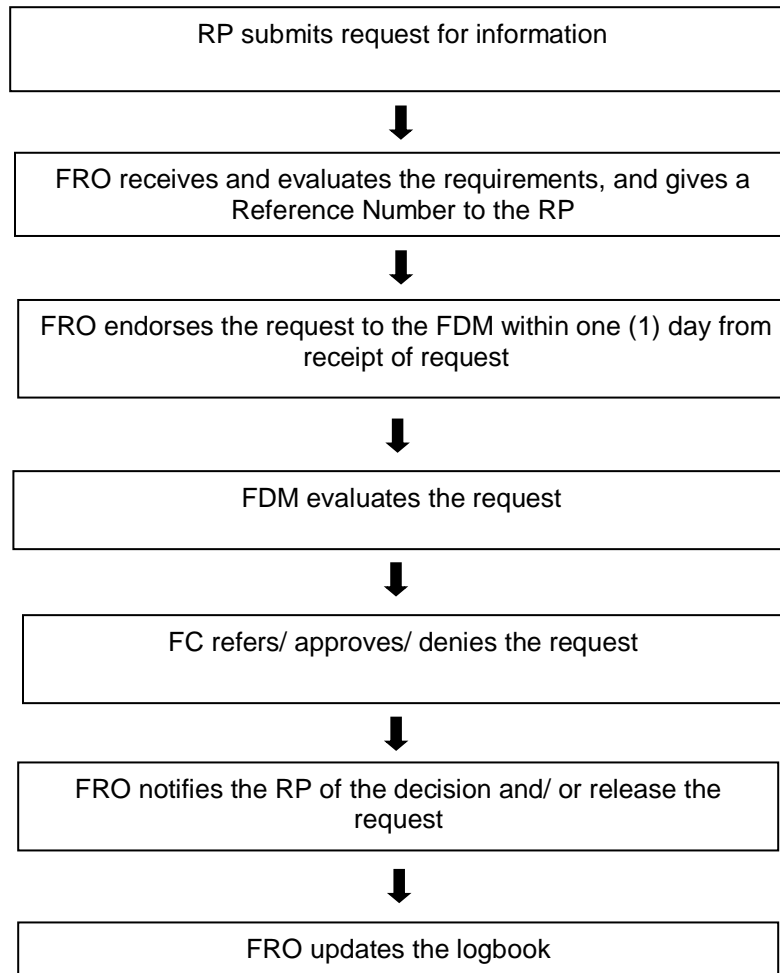 RP submits request for information
FRO receives and evaluates the requirements, and gives a
Reference Number to the RP
FRO endorses the request to the FDM within one (1) day from
receipt of request
FDM evaluates the request
FC refers/ approves/ denies the request
FRO notifies the RP of the decision and/ or release the
request
FRO updates the logbook